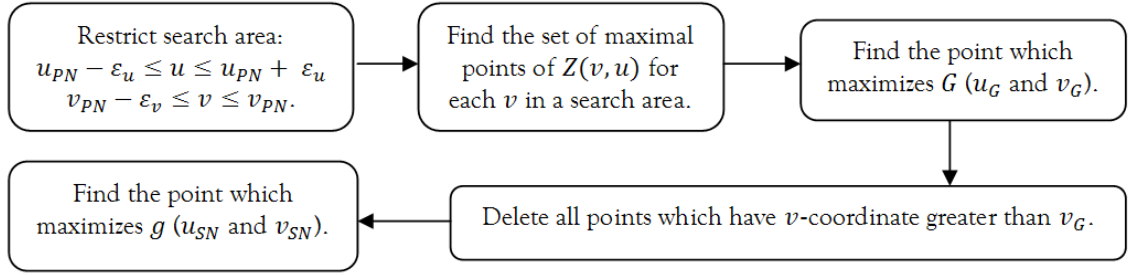 Restrict search area:
u_PN − ε_u ≤ u ≤ u_PN + ε_u
v_PN − ε_v ≤ v ≤ v_PN.
Find the set of maximal
points of Z(v, u) for
each v in a search area.
Find the point which
maximizes G (u_G and v_G).
Delete all points which have v-coordinate greater than v_G.
Find the point which
maximizes g (u_SN and v_SN).